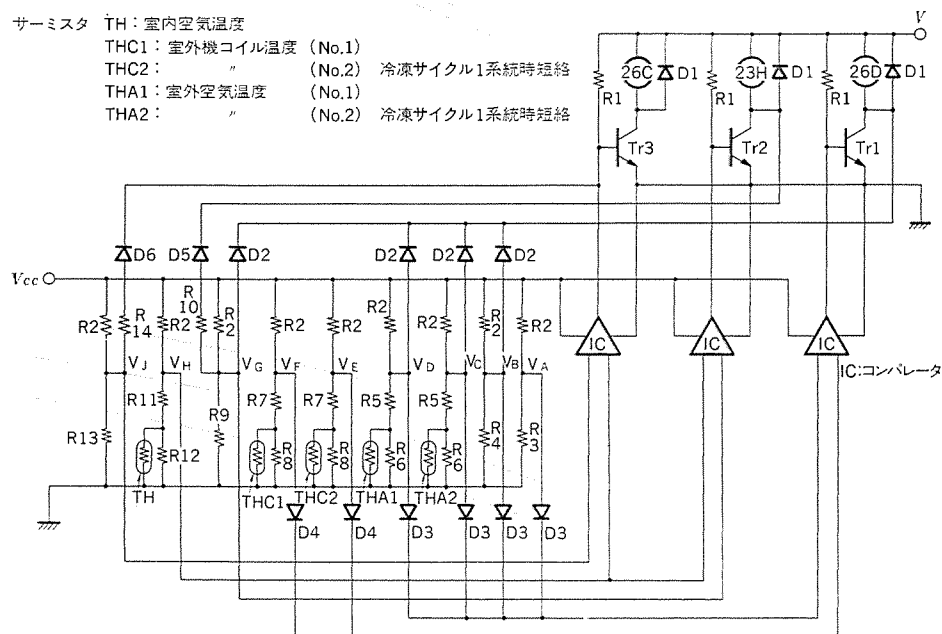 サーミスタ TH：室内空気温度
THC1：室外機コイル温度 (No.1)
THC2： 〃 (No.2) 冷凍サイクル1系統時短絡
THA1：室外空気温度 (No.1)
THA2： 〃 (No.2) 冷凍サイクル1系統時短絡
V
26C D1 23H D1 26D D1
R1 R1 R1
Tr3 Tr2 Tr1
D6 D5 D2 D2 D2 D2
Vcc
R2 R14 R2 R10 R2 R2 R2 R2 R2 R2 R2
IC IC IC
VJ VH VG VF VE VD VC VB VA
IC:コンパレータ
R11 R9 R7 R7 R5 R5
R13 R12 R8 R8 R6 R6 R4 R3
TH THC1 THC2 THA1 THA2
D4 D4 D3 D3 D3 D3